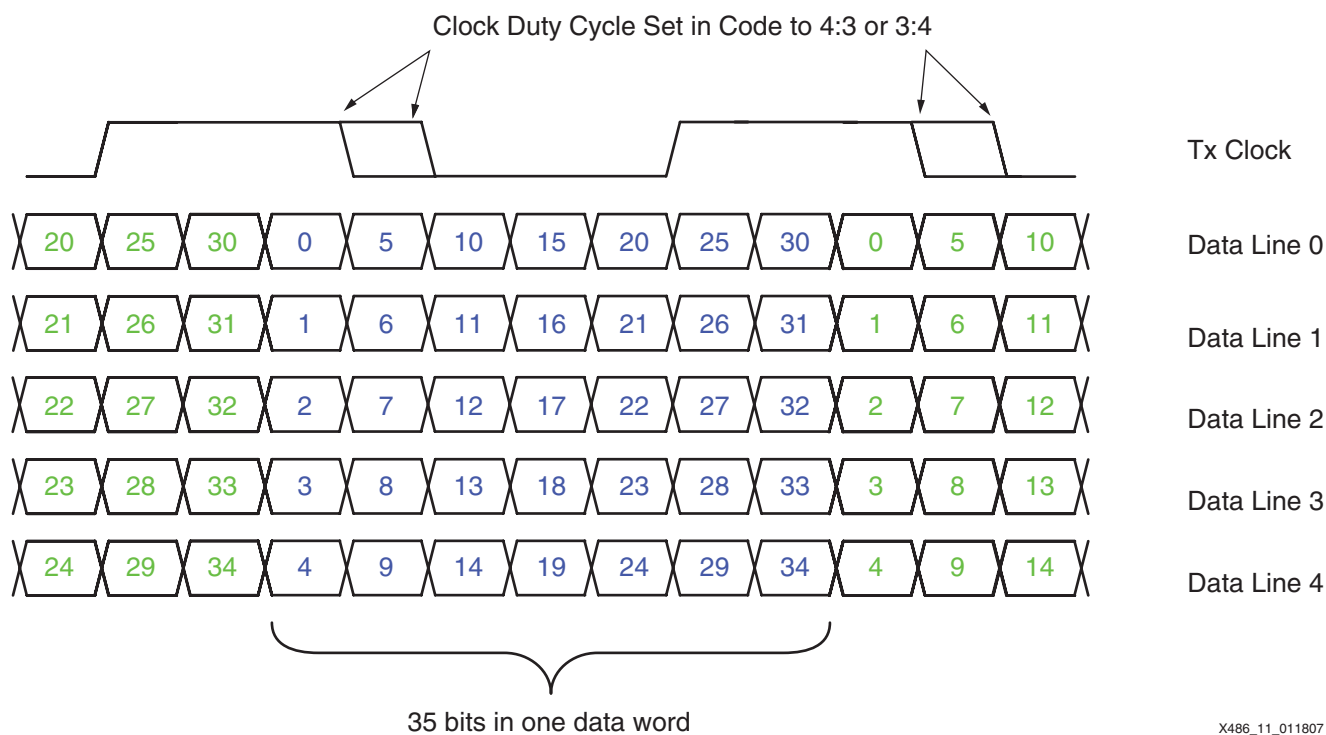 Clock Duty Cycle Set in Code to 4:3 or 3:4
Tx Clock
20 25 30 0 5 10 15 20 25 30 0 5 10 Data Line 0
21 26 31 1 6 11 16 21 26 31 1 6 11 Data Line 1
22 27 32 2 7 12 17 22 27 32 2 7 12 Data Line 2
23 28 33 3 8 13 18 23 28 33 3 8 13 Data Line 3
24 29 34 4 9 14 19 24 29 34 4 9 14 Data Line 4
35 bits in one data word
X486_11_011807